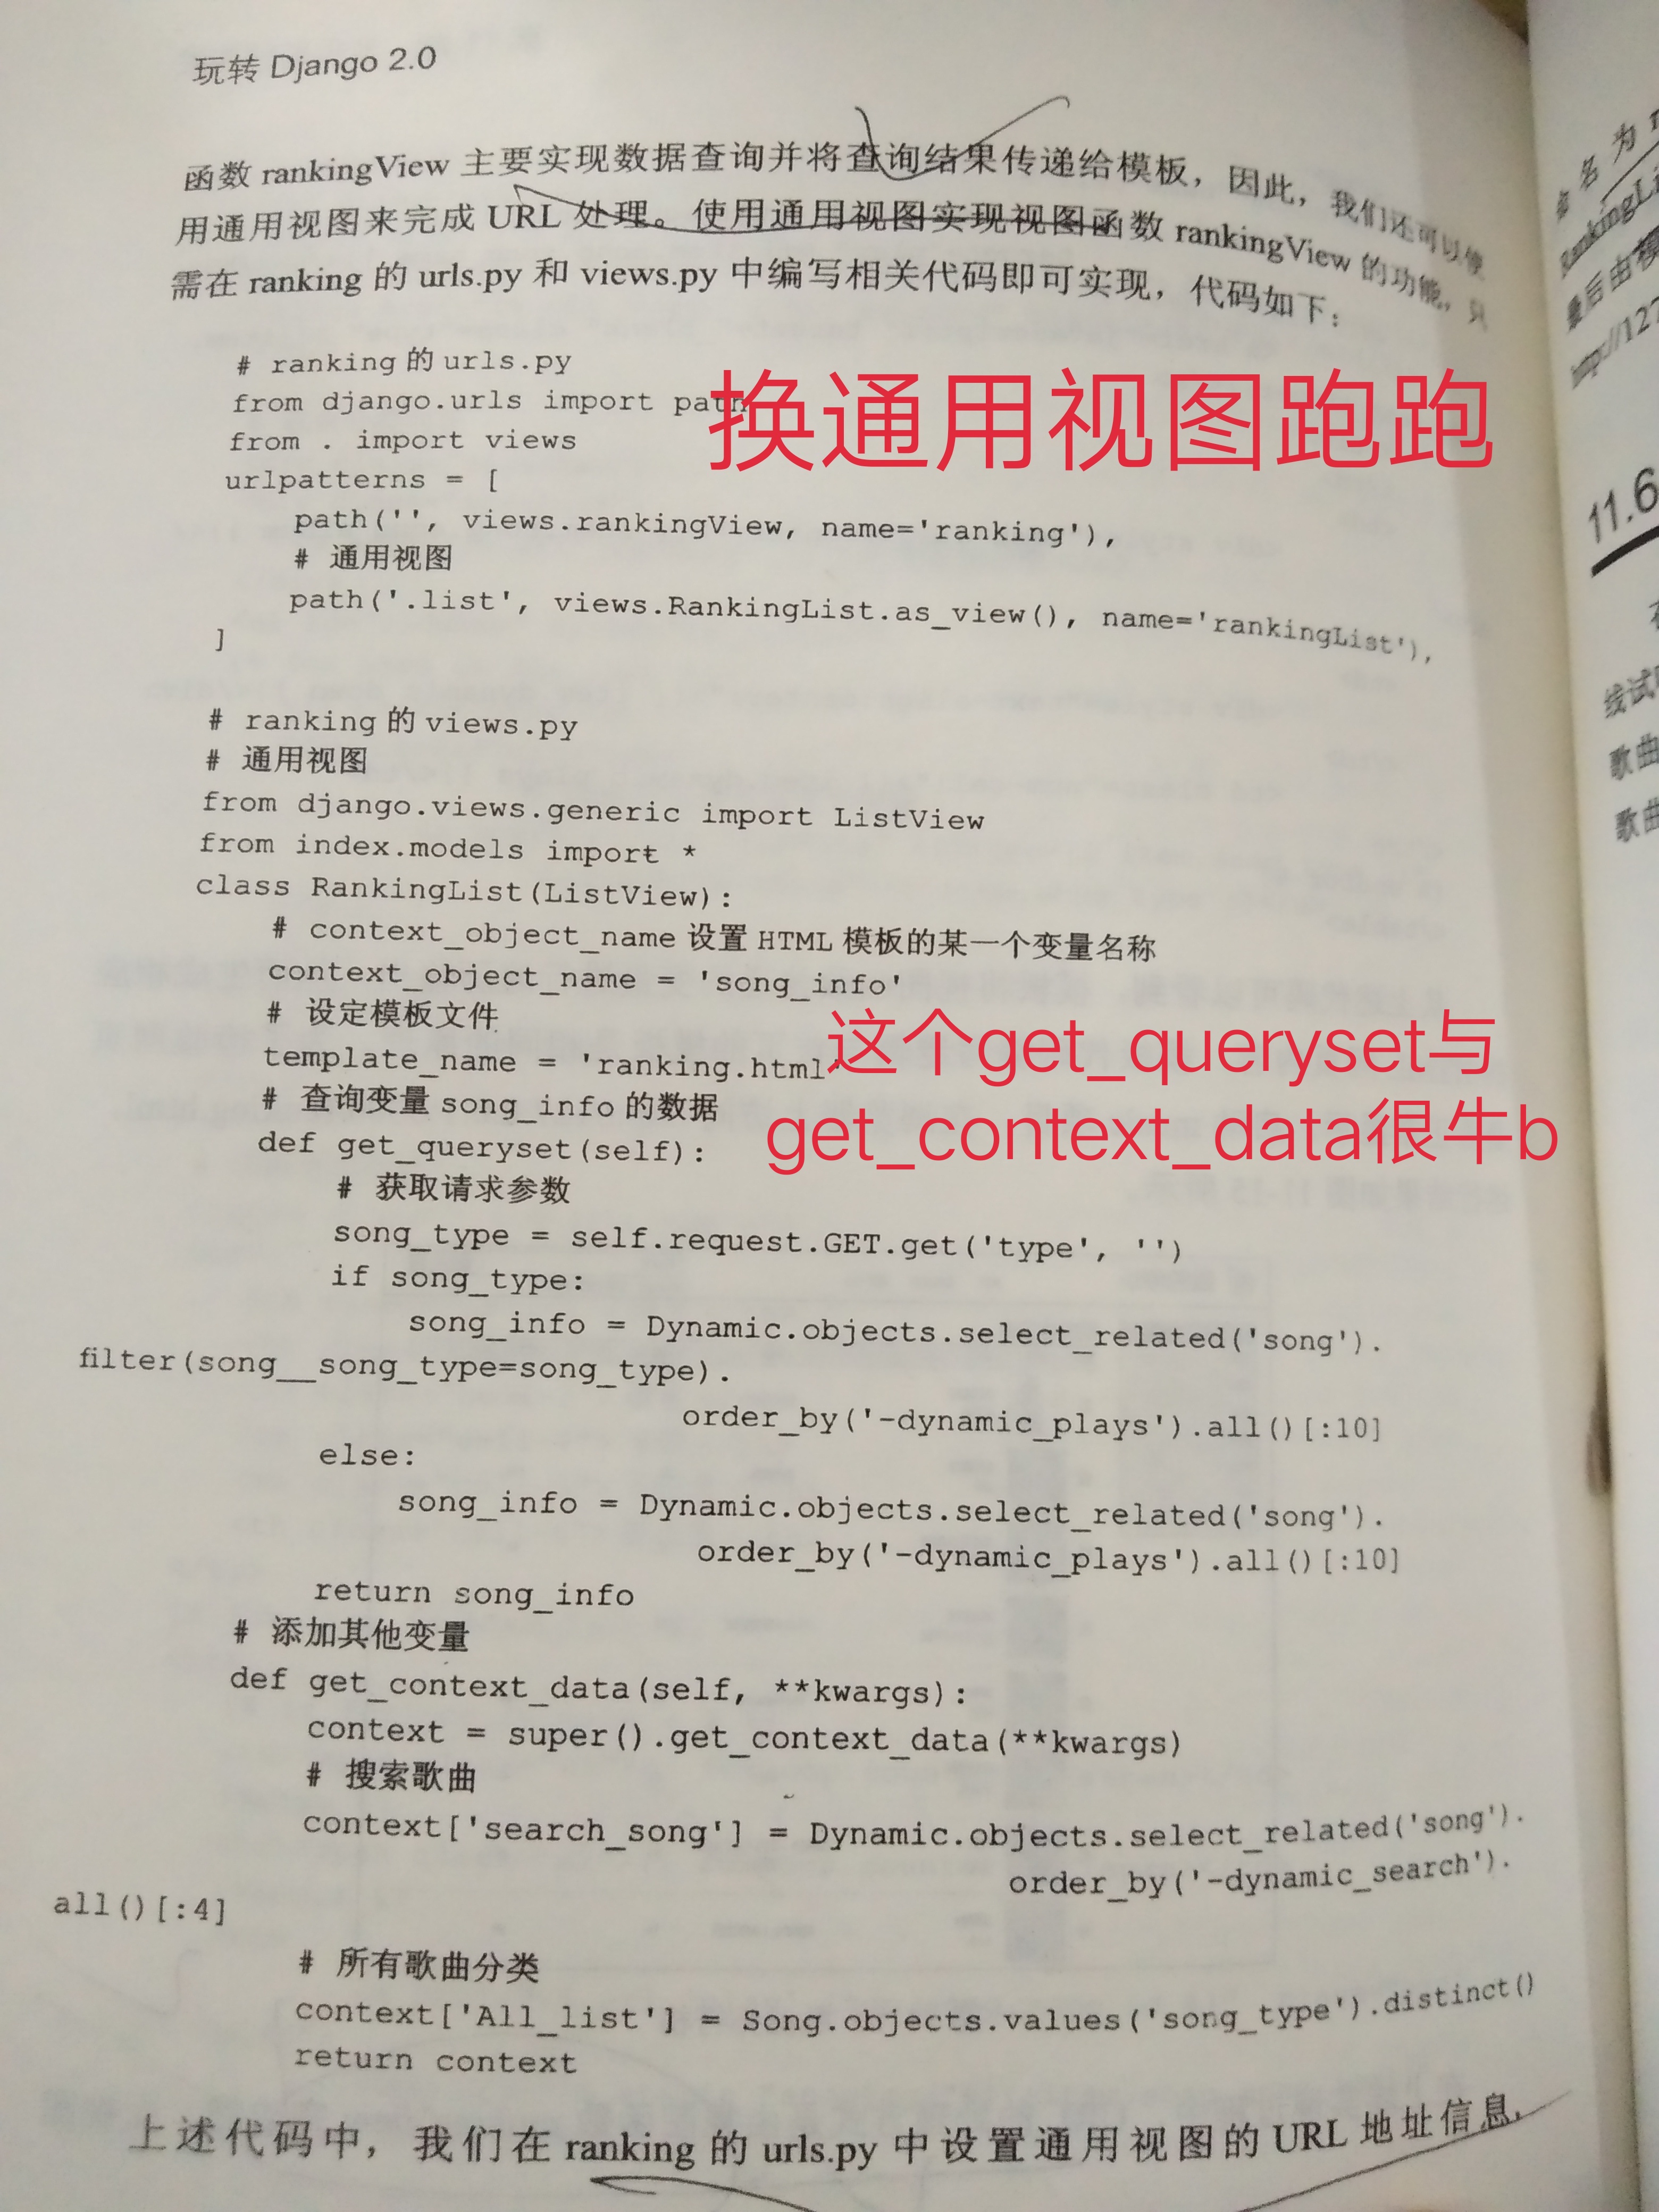 玩转 Django 2.0
函数 rankingView 主要实现数据查询并将查询结果传递给模板，因此，我们还可以使
用通用视图来完成 URL 处理。使用通用视图实现视图函数 rankingView 的功能，只
需在 ranking 的 urls.py 和 views.py 中编写相关代码即可实现，代码如下：
# ranking 的 urls.py
from django.urls import path
换通用视图跑跑
from . import views
urlpatterns = [
path('', views.rankingView, name='ranking'),
# 通用视图
path('.list', views.RankingList.as_view(), name='rankingList'),
]
# ranking 的 views.py
# 通用视图
from django.views.generic import ListView
from index.models import *
class RankingList(ListView):
# context_object_name 设置 HTML 模板的某一个变量名称
context_object_name = 'song_info'
# 设定模板文件
template_name = 'ranking.html'
这个get_queryset与
get_context_data很牛b
# 查询变量 song_info 的数据
def get_queryset(self):
# 获取请求参数
song_type = self.request.GET.get('type', '')
if song_type:
song_info = Dynamic.objects.select_related('song').
filter(song__song_type=song_type).
order_by('-dynamic_plays').all()[:10]
else:
song_info = Dynamic.objects.select_related('song').
order_by('-dynamic_plays').all()[:10]
return song_info
# 添加其他变量
def get_context_data(self, **kwargs):
context = super().get_context_data(**kwargs)
# 搜索歌曲
context['search_song'] = Dynamic.objects.select_related('song').
order_by('-dynamic_search').
all()[:4]
# 所有歌曲分类
context['All_list'] = Song.objects.values('song_type').distinct()
return context
上述代码中，我们在 ranking 的 urls.py 中设置通用视图的 URL 地址信息，
RankingLi
最后由模
http://127
11.6
线试
歌曲
歌曲